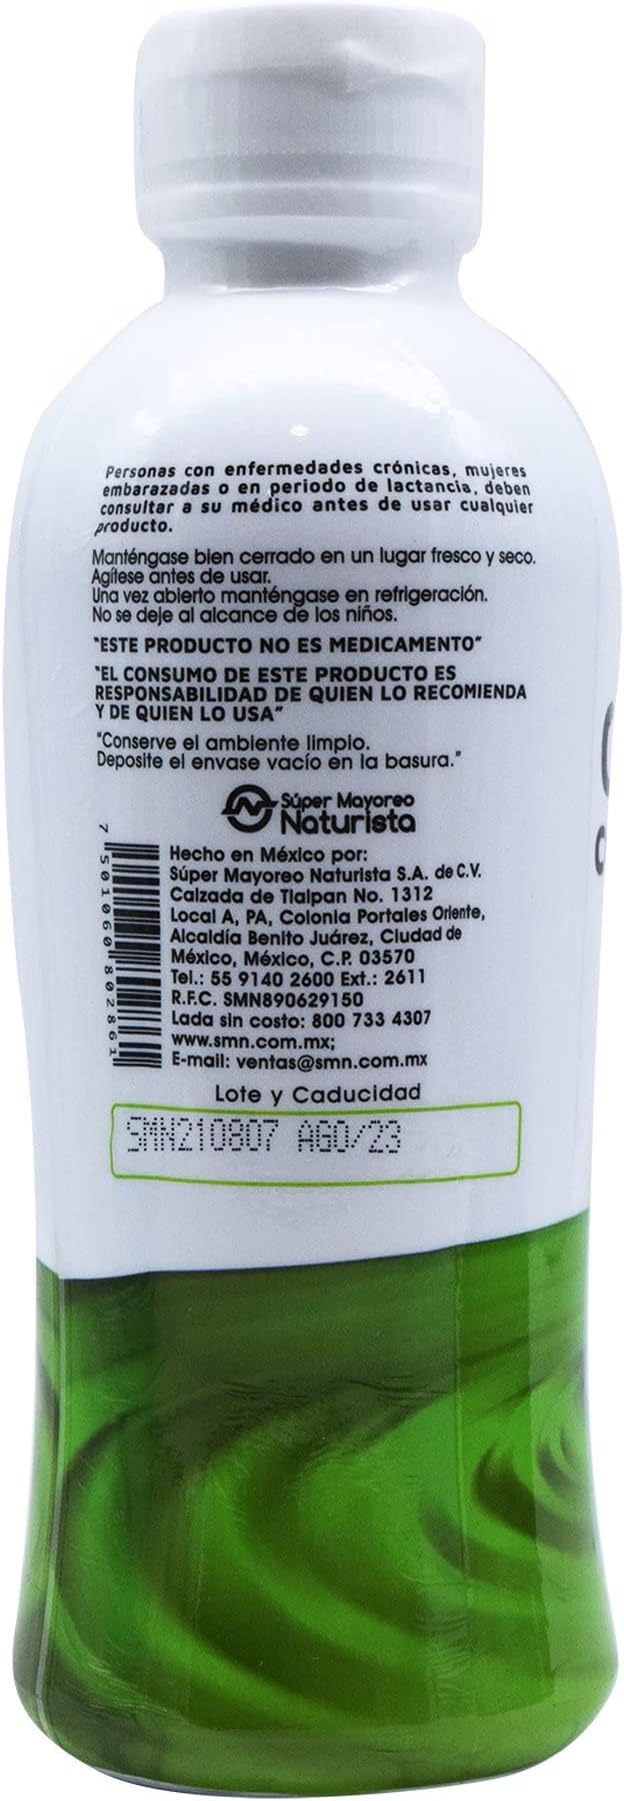 Personas con enfermedades crónicas, mujeres
embarazadas o en periodo de lactancia, deben
consultar a su médico antes de usar cualquier
producto.
Manténgase bien cerrado en un lugar fresco y seco.
Agítese antes de usar.
Una vez abierto manténgase en refrigeración.
No se deje al alcance de los niños.
"ESTE PRODUCTO NO ES MEDICAMENTO"
"EL CONSUMO DE ESTE PRODUCTO ES
RESPONSABILIDAD DE QUIEN LO RECOMIENDA
Y DE QUIEN LO USA"
"Conserve el ambiente limpio.
Deposite el envase vacío en la basura."
Súper Mayoreo
Naturista
7 501060 802861
Hecho en México por:
Súper Mayoreo Naturista S.A. de C.V.
Calzada de Tlalpan No. 1312
Local A, PA, Colonia Portales Oriente,
Alcaldía Benito Juárez, Ciudad de
México, México, C.P. 03570
Tel.: 55 9140 2600 Ext.: 2611
R.F.C. SMN890629150
Lada sin costo: 800 733 4307
www.smn.com.mx;
E-mail: ventas@smn.com.mx
Lote y Caducidad
SMN210807 AGO/23